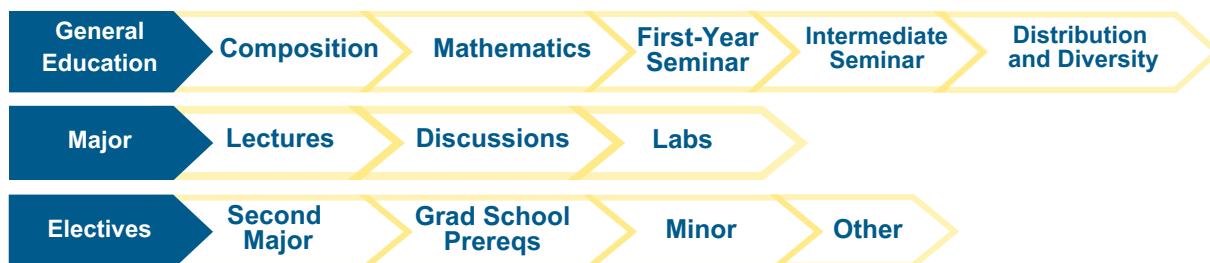 General
Education
Composition
Mathematics
First-Year
Seminar
Intermediate
Seminar
Distribution
and Diversity
Major
Lectures
Discussions
Labs
Electives
Second
Major
Grad School
Prereqs
Minor
Other